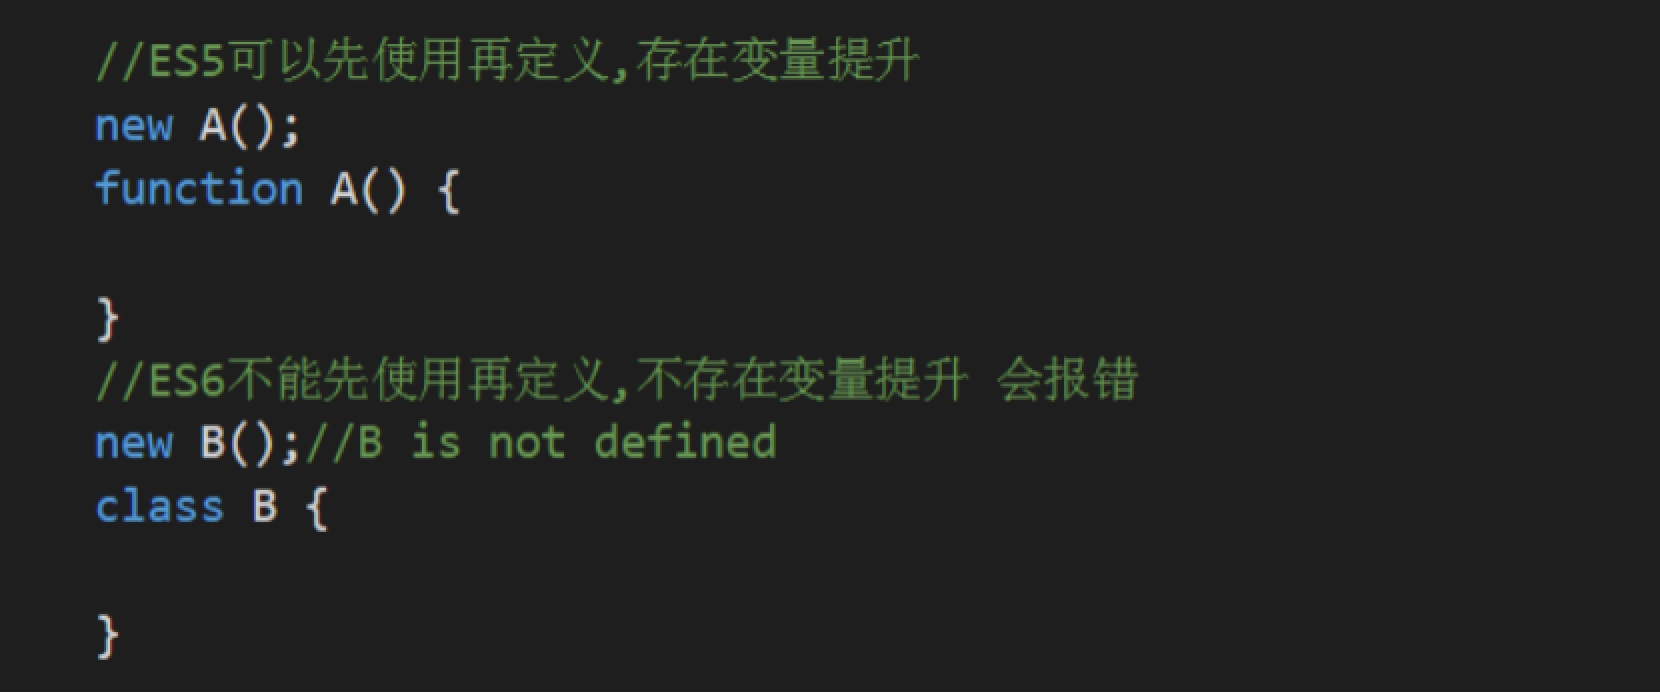 //ES5可以先使用再定义,存在变量提升
new A();
function A() {
}
//ES6不能先使用再定义,不存在变量提升 会报错
new B();//B is not defined
class B {
}